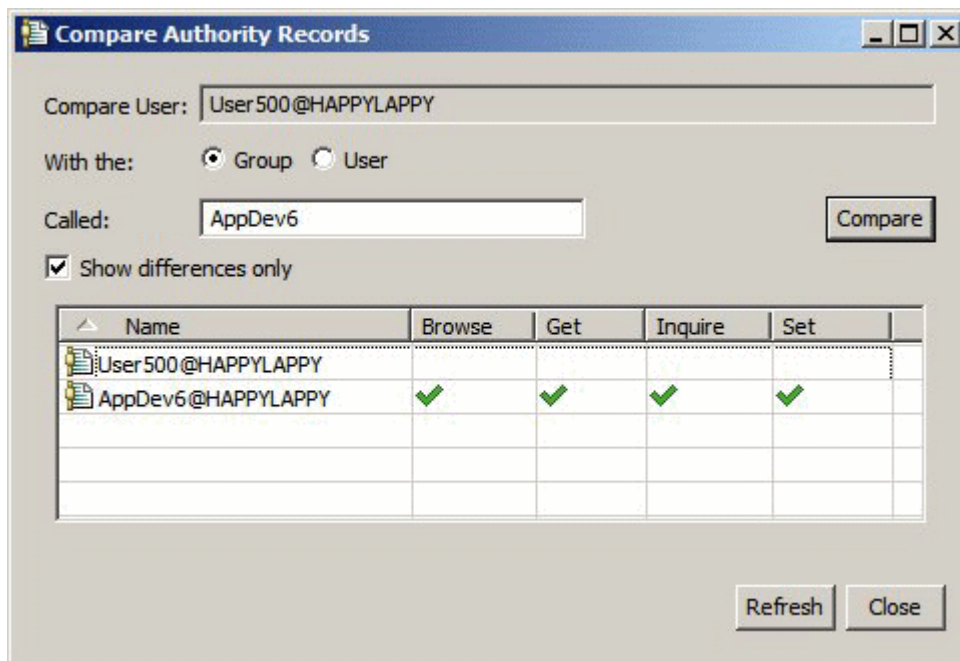 Compare Authority Records
Compare User: User500@HAPPYLAPPY
With the: Group User
Called: AppDev6 Compare
Show differences only
Name Browse Get Inquire Set
User500@HAPPYLAPPY
AppDev6@HAPPYLAPPY
Refresh Close